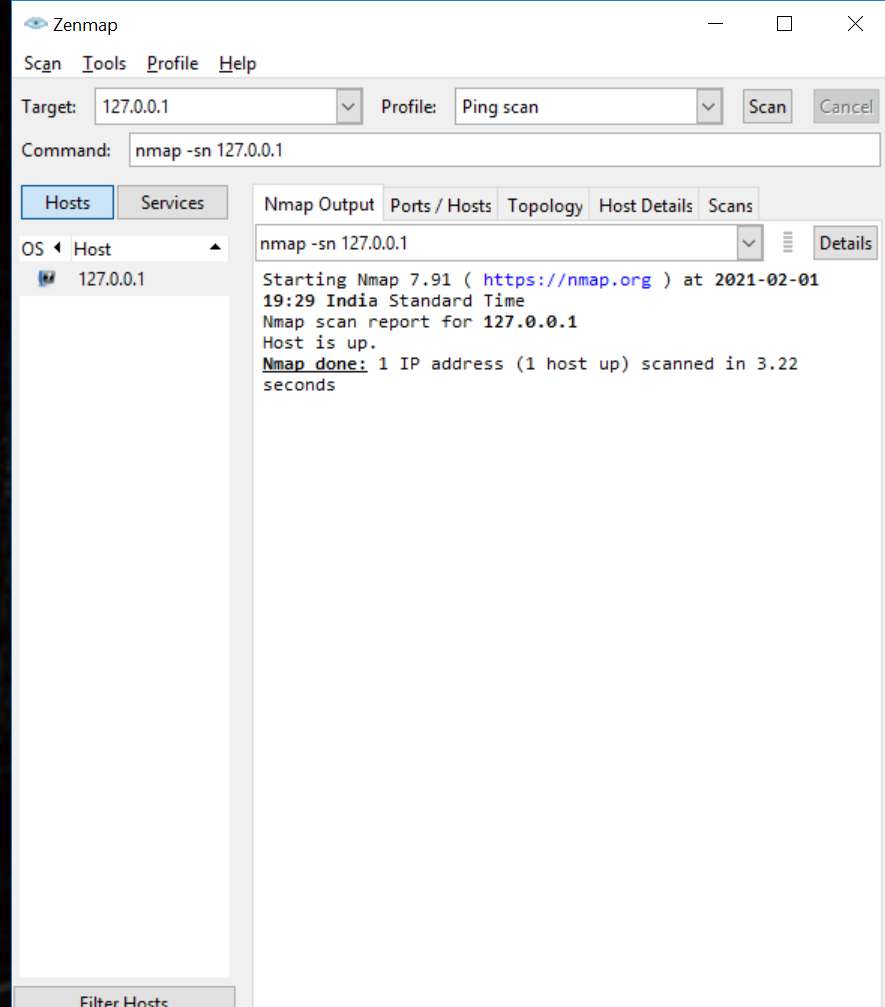 Zenmap
Scan Tools Profile Help
Target: 127.0.0.1 Profile: Ping scan Scan Cancel
Command: nmap -sn 127.0.0.1
Hosts Services
Nmap Output Ports / Hosts Topology Host Details Scans
OS Host
nmap -sn 127.0.0.1 Details
127.0.0.1
Starting Nmap 7.91 ( https://nmap.org ) at 2021-02-01
19:29 India Standard Time
Nmap scan report for 127.0.0.1
Host is up.
Nmap done: 1 IP address (1 host up) scanned in 3.22
seconds
Filter Hosts